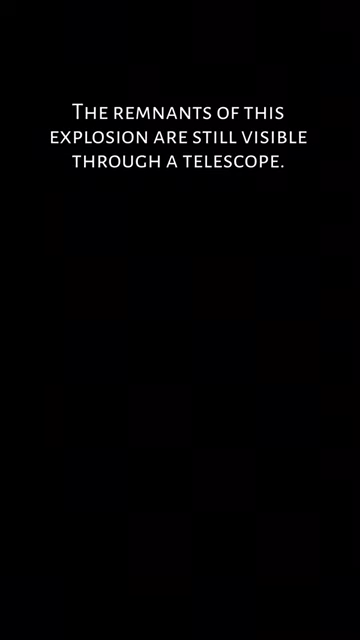 The remnants of this
explosion are still visible
through a telescope.